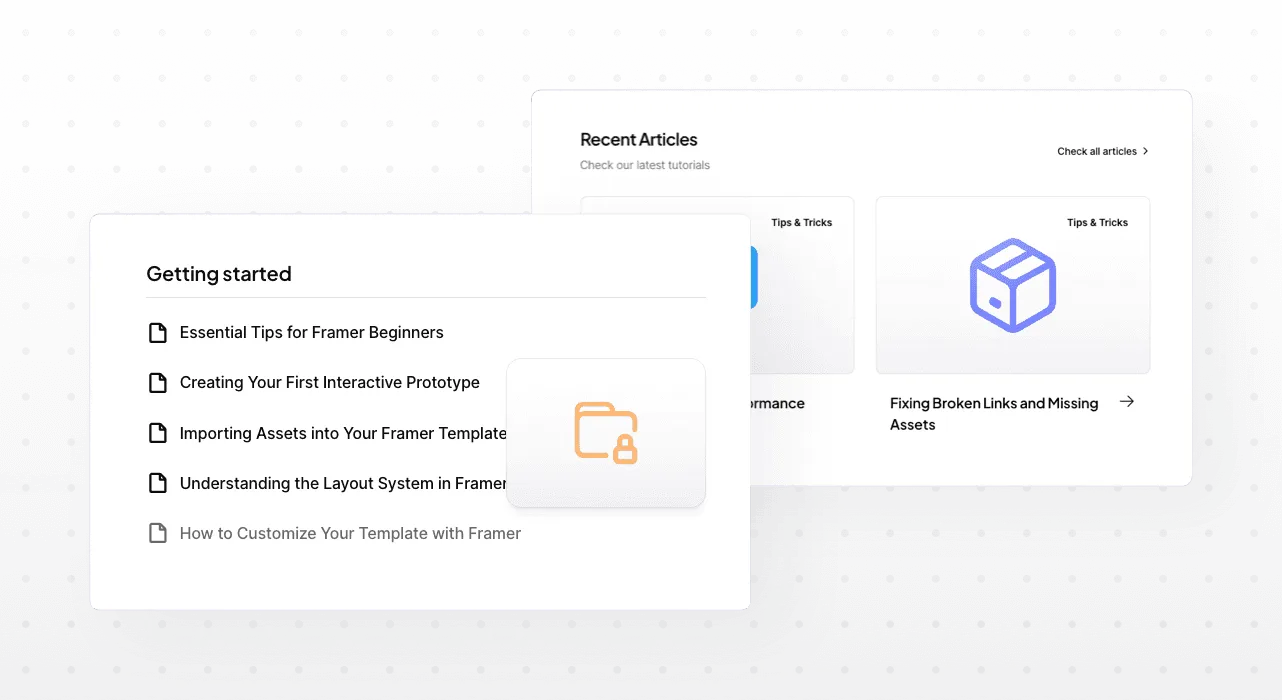 Recent Articles
Check our latest tutorials
Check all articles
Tips & Tricks
Tips & Tricks
Fixing Broken Links and Missing
Assets
Getting started
Essential Tips for Framer Beginners
Creating Your First Interactive Prototype
Importing Assets into Your Framer Template
Understanding the Layout System in Framer
How to Customize Your Template with Framer